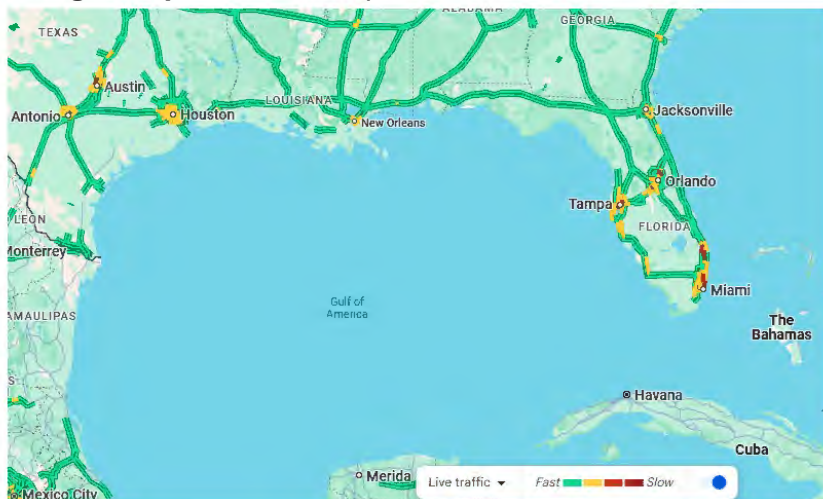 TEXAS
GEORGIA
Austin
LOUISIANA
Antonio
Houston
New Orleans
Jacksonville
Orlando
Tampa
LEON
FLORIDA
Monterrey
Miami
Gulf of
America
AMAULIPAS
The
Bahamas
Havana
Cuba
Merida
Live traffic
Fast
Slow
Mexico City